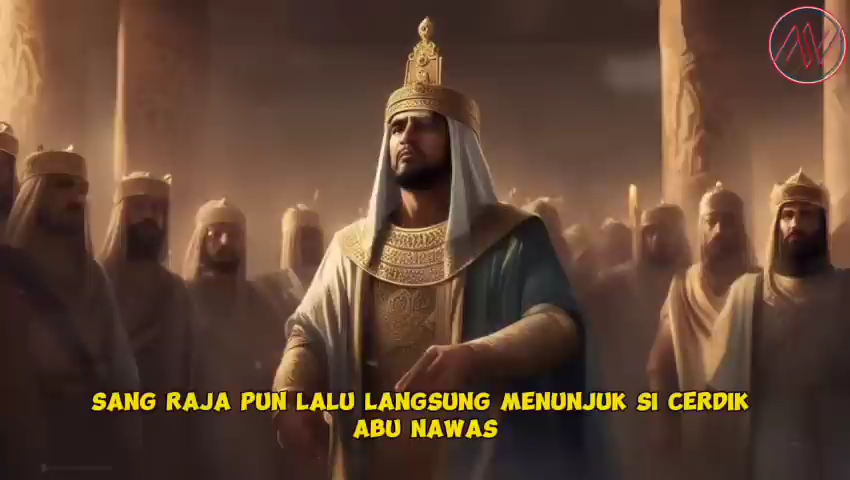 SANG RAJA PUN LALU LANGSUNG MENUNJUK SI CERDIK
ABU NAWAS